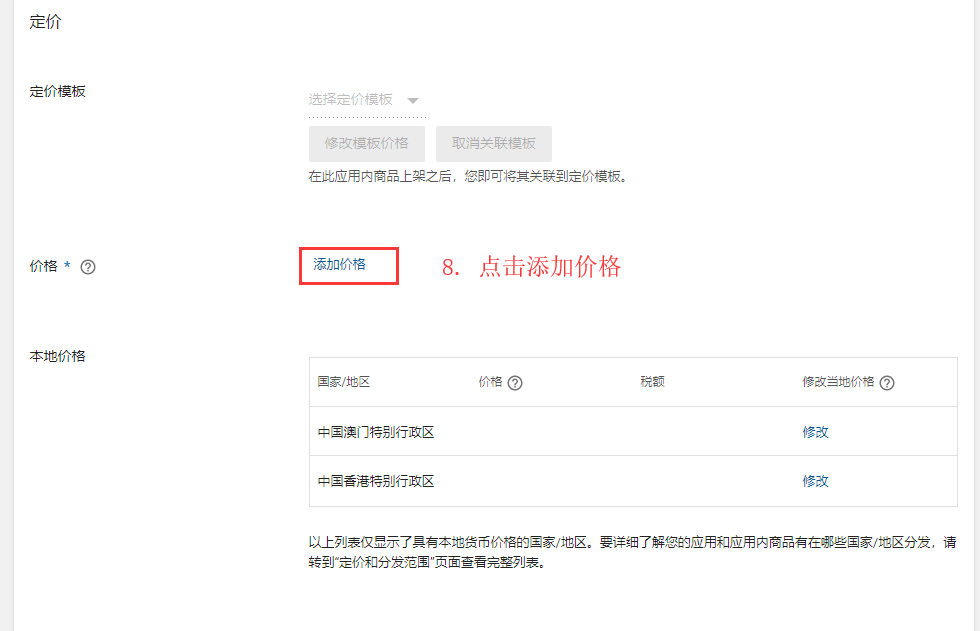 定价
定价模板
选择定价模板
修改模板价格 取消关联模板
在此应用内商品上架之后，您即可将其关联到定价模板。
价格 * ? 添加价格 8. 点击添加价格
本地价格
国家/地区 价格 ? 税额 修改当地价格 ?
中国澳门特别行政区 修改
中国香港特别行政区 修改
以上列表仅显示了具有本地货币价格的国家/地区。要详细了解您的应用和应用内商品有在哪些国家/地区分发，请
转到“定价和分发范围”页面查看完整列表。